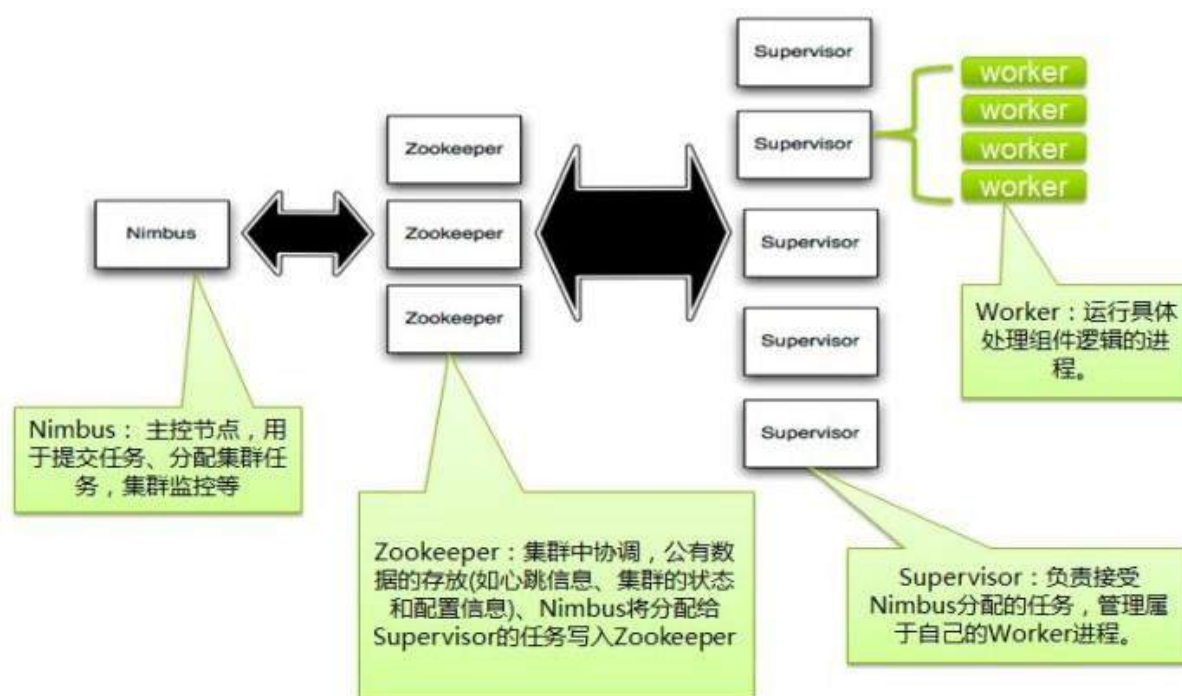 Supervisor
worker
worker
worker
worker
Supervisor
Zookeeper
Nimbus
Zookeeper
Supervisor
Zookeeper
Supervisor
Supervisor
Worker：运行具体
处理组件逻辑的进
程。
Nimbus： 主控节点，用
于提交任务、分配集群任
务，集群监控等
Zookeeper：集群中协调，公有数
据的存放(如心跳信息、集群的状态
和配置信息)、Nimbus将分配给
Supervisor的任务写入Zookeeper
Supervisor：负责接受
Nimbus分配的任务，管理属
于自己的Worker进程。